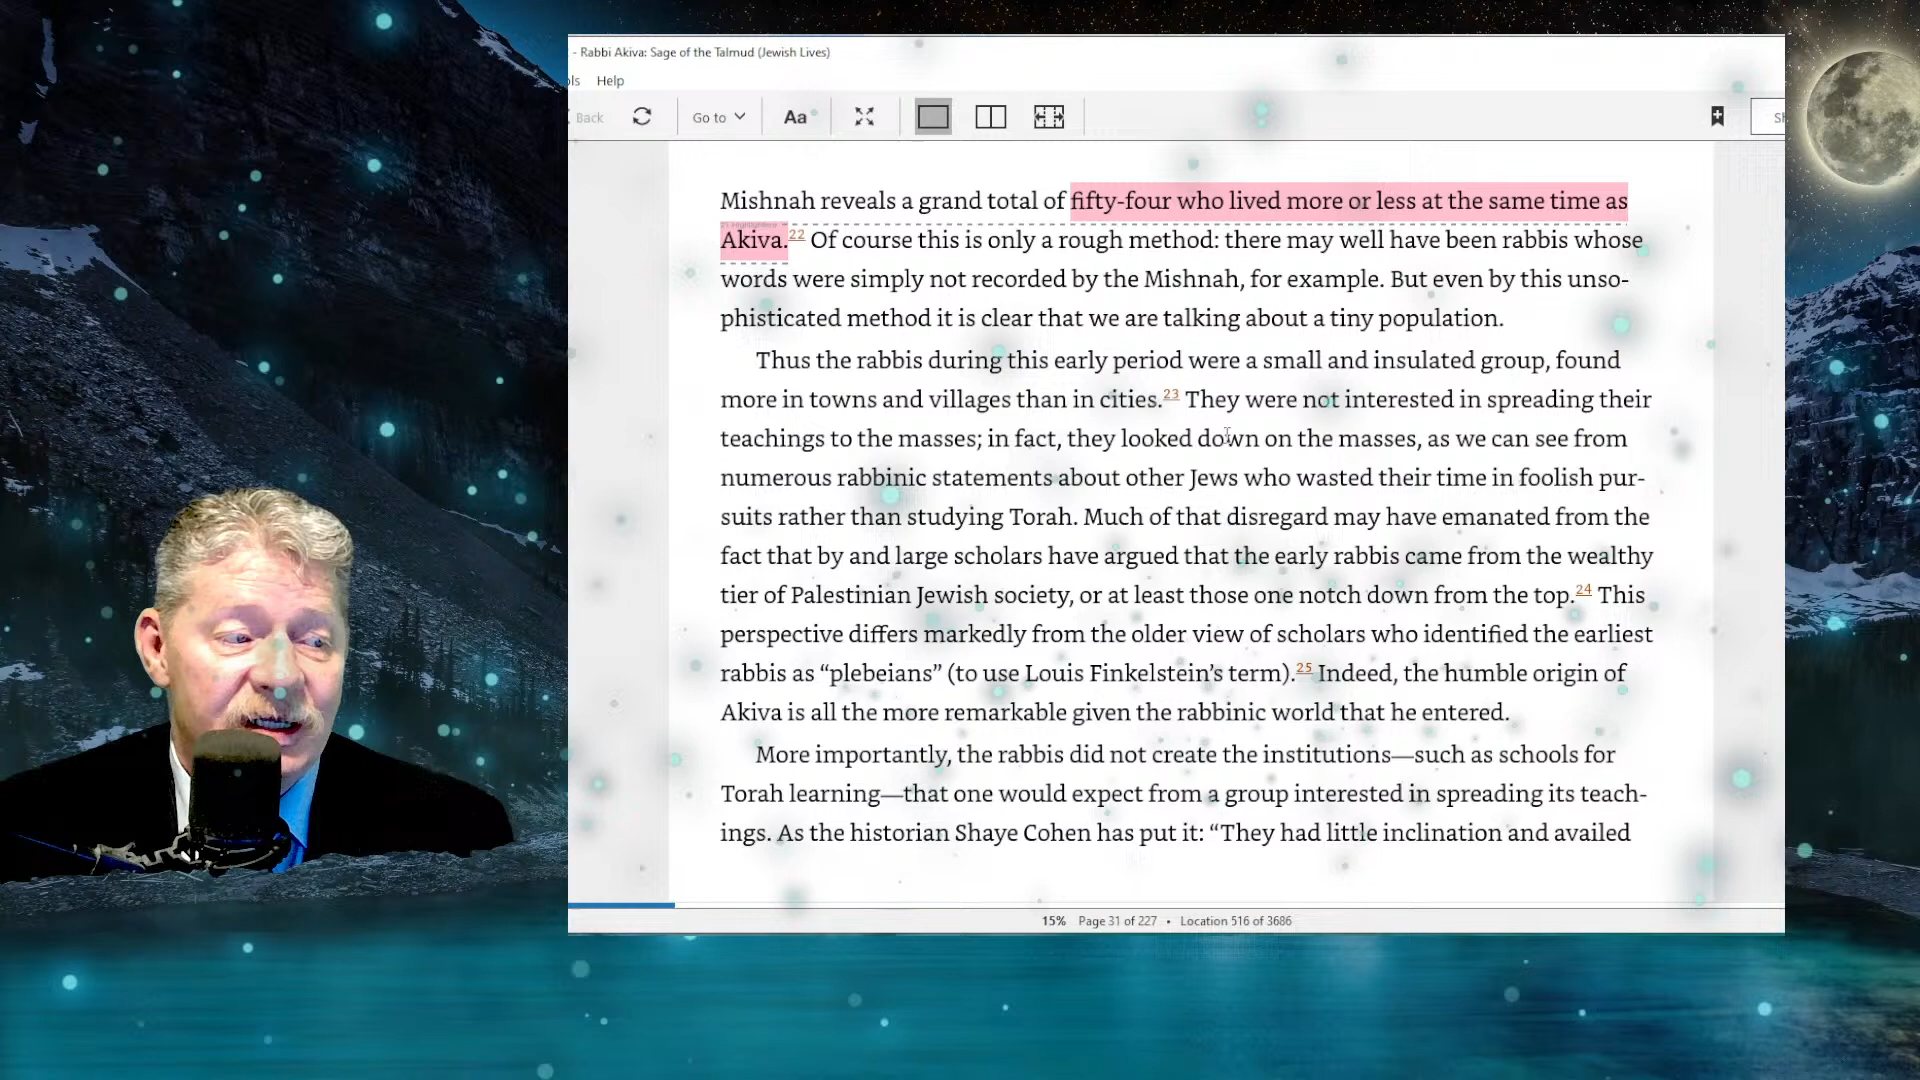 - Rabbi Akiva: Sage of the Talmud (Jewish Lives)
ols Help
Back Go to Aa
Mishnah reveals a grand total of fifty-four who lived more or less at the same time as
Akiva.22 Of course this is only a rough method: there may well have been rabbis whose
words were simply not recorded by the Mishnah, for example. But even by this unso-
phisticated method it is clear that we are talking about a tiny population.
Thus the rabbis during this early period were a small and insulated group, found
more in towns and villages than in cities.23 They were not interested in spreading their
teachings to the masses; in fact, they looked down on the masses, as we can see from
numerous rabbinic statements about other Jews who wasted their time in foolish pur-
suits rather than studying Torah. Much of that disregard may have emanated from the
fact that by and large scholars have argued that the early rabbis came from the wealthy
tier of Palestinian Jewish society, or at least those one notch down from the top.24 This
perspective differs markedly from the older view of scholars who identified the earliest
rabbis as “plebeians” (to use Louis Finkelstein’s term).25 Indeed, the humble origin of
Akiva is all the more remarkable given the rabbinic world that he entered.
More importantly, the rabbis did not create the institutions—such as schools for
Torah learning—that one would expect from a group interested in spreading its teach-
ings. As the historian Shaye Cohen has put it: “They had little inclination and availed
15% Page 31 of 227 • Location 516 of 3686